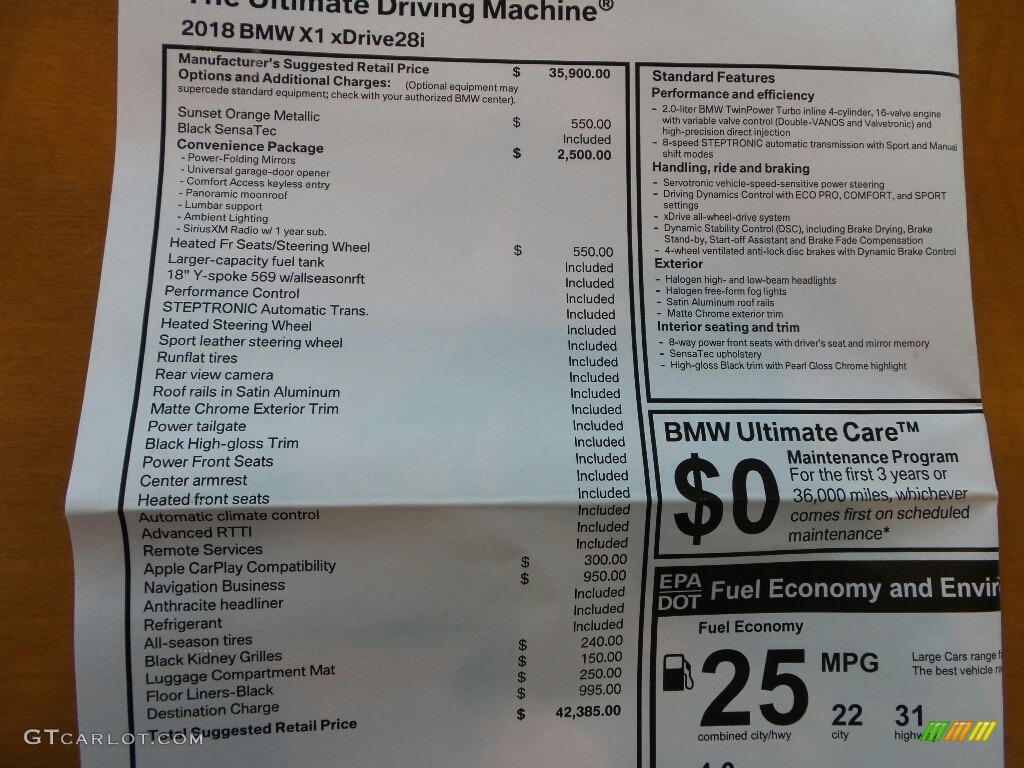 The Ultimate Driving Machine®
2018 BMW X1 xDrive28i
Manufacturer's Suggested Retail Price $ 35,900.00
Options and Additional Charges: (Optional equipment may
supercede standard equipment; check with your authorized BMW center).
Sunset Orange Metallic $ 550.00
Black SensaTec Included
Convenience Package $ 2,500.00
- Power-Folding Mirrors
- Universal garage-door opener
- Comfort Access keyless entry
- Panoramic moonroof
- Lumbar support
- Ambient Lighting
- SiriusXM Radio w/ 1 year sub.
Heated Fr Seats/Steering Wheel $ 550.00
Larger-capacity fuel tank Included
18" Y-spoke 569 w/allseasonrft Included
Performance Control Included
STEPTRONIC Automatic Trans. Included
Heated Steering Wheel Included
Sport leather steering wheel Included
Runflat tires Included
Rear view camera Included
Roof rails in Satin Aluminum Included
Matte Chrome Exterior Trim Included
Power tailgate Included
Black High-gloss Trim Included
Power Front Seats Included
Center armrest Included
Heated front seats Included
Automatic climate control Included
Advanced RTTI Included
Remote Services Included
Apple CarPlay Compatibility $ 300.00
Navigation Business $ 950.00
Anthracite headliner Included
Refrigerant Included
All-season tires Included
Black Kidney Grilles $ 240.00
Luggage Compartment Mat $ 150.00
Floor Liners-Black $ 250.00
Destination Charge $ 995.00
Total Suggested Retail Price $ 42,385.00
Standard Features
Performance and efficiency
- 2.0-liter BMW TwinPower Turbo inline 4-cylinder, 16-valve engine
with variable valve control (Double-VANOS and Valvetronic) and
high-precision direct injection
- 8-speed STEPTRONIC automatic transmission with Sport and Manual
shift modes
Handling, ride and braking
- Servotronic vehicle-speed-sensitive power steering
- Driving Dynamics Control with ECO PRO, COMFORT, and SPORT
settings
- xDrive all-wheel-drive system
- Dynamic Stability Control (DSC), including Brake Drying, Brake
Stand-by, Start-off Assistant and Brake Fade Compensation
- 4-wheel ventilated anti-lock disc brakes with Dynamic Brake Control
Exterior
- Halogen high- and low-beam headlights
- Halogen free-form fog lights
- Satin Aluminum roof rails
- Matte Chrome exterior trim
Interior seating and trim
- 8-way power front seats with driver's seat and mirror memory
- SensaTec upholstery
- High-gloss Black trim with Pearl Gloss Chrome highlight
BMW Ultimate Care™
$0 Maintenance Program
For the first 3 years or
36,000 miles, whichever
comes first on scheduled
maintenance*
EPA
DOT Fuel Economy and Envir
Fuel Economy
25 MPG
Large Cars range
The best vehicle
22 31
combined city/hwy city highw
GTcarlot.com